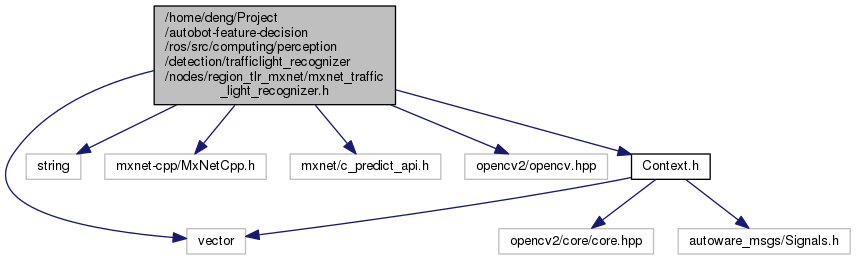 /home/deng/Project
/autobot-feature-decision
/ros/src/computing/perception
/detection/trafficlight_recognizer
/nodes/region_tlr_mxnet/mxnet_traffic
_light_recognizer.h
string
mxnet-cpp/MxNetCpp.h
mxnet/c_predict_api.h
opencv2/opencv.hpp
Context.h
vector
opencv2/core/core.hpp
autoware_msgs/Signals.h